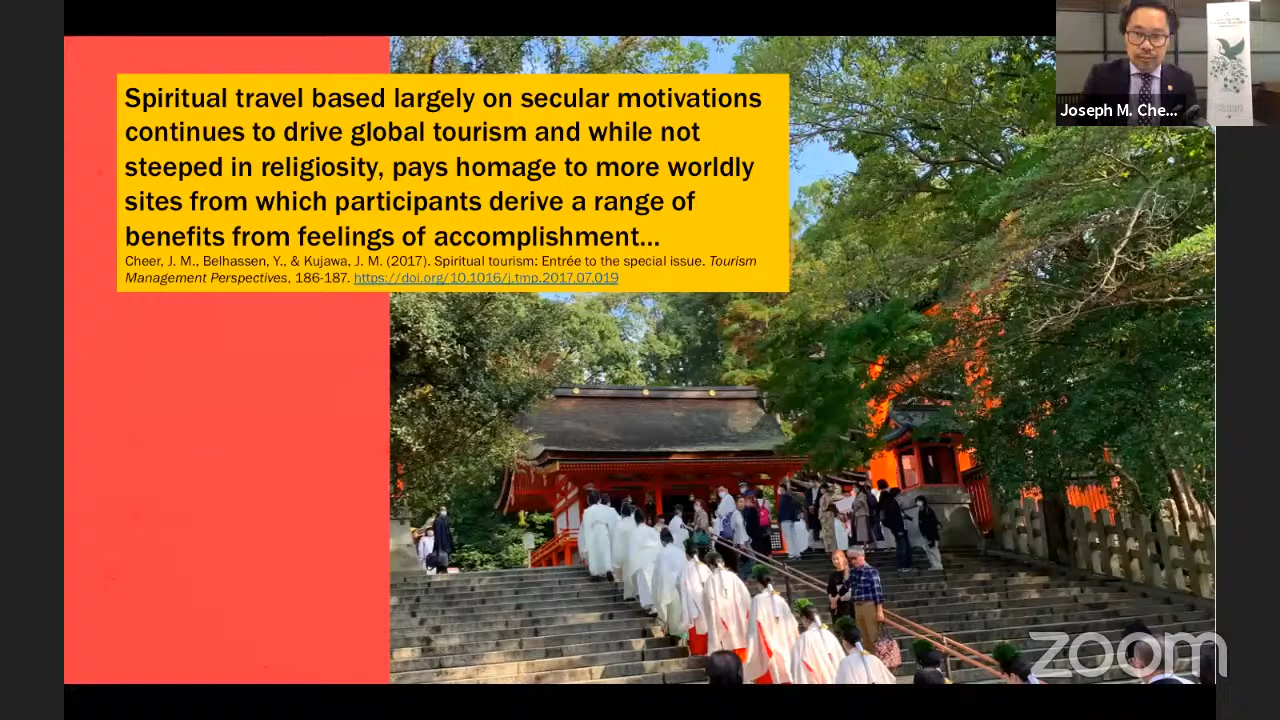 Spiritual travel based largely on secular motivations
continues to drive global tourism and while not
steeped in religiosity, pays homage to more worldly
sites from which participants derive a range of
benefits from feelings of accomplishment...
Cheer, J. M., Belhassen, Y., & Kujawa, J. M. (2017). Spiritual tourism: Entrée to the special issue. Tourism
Management Perspectives, 186-187. https://doi.org/10.1016/j.tmp.2017.07.019
Joseph M. Che...
zoom